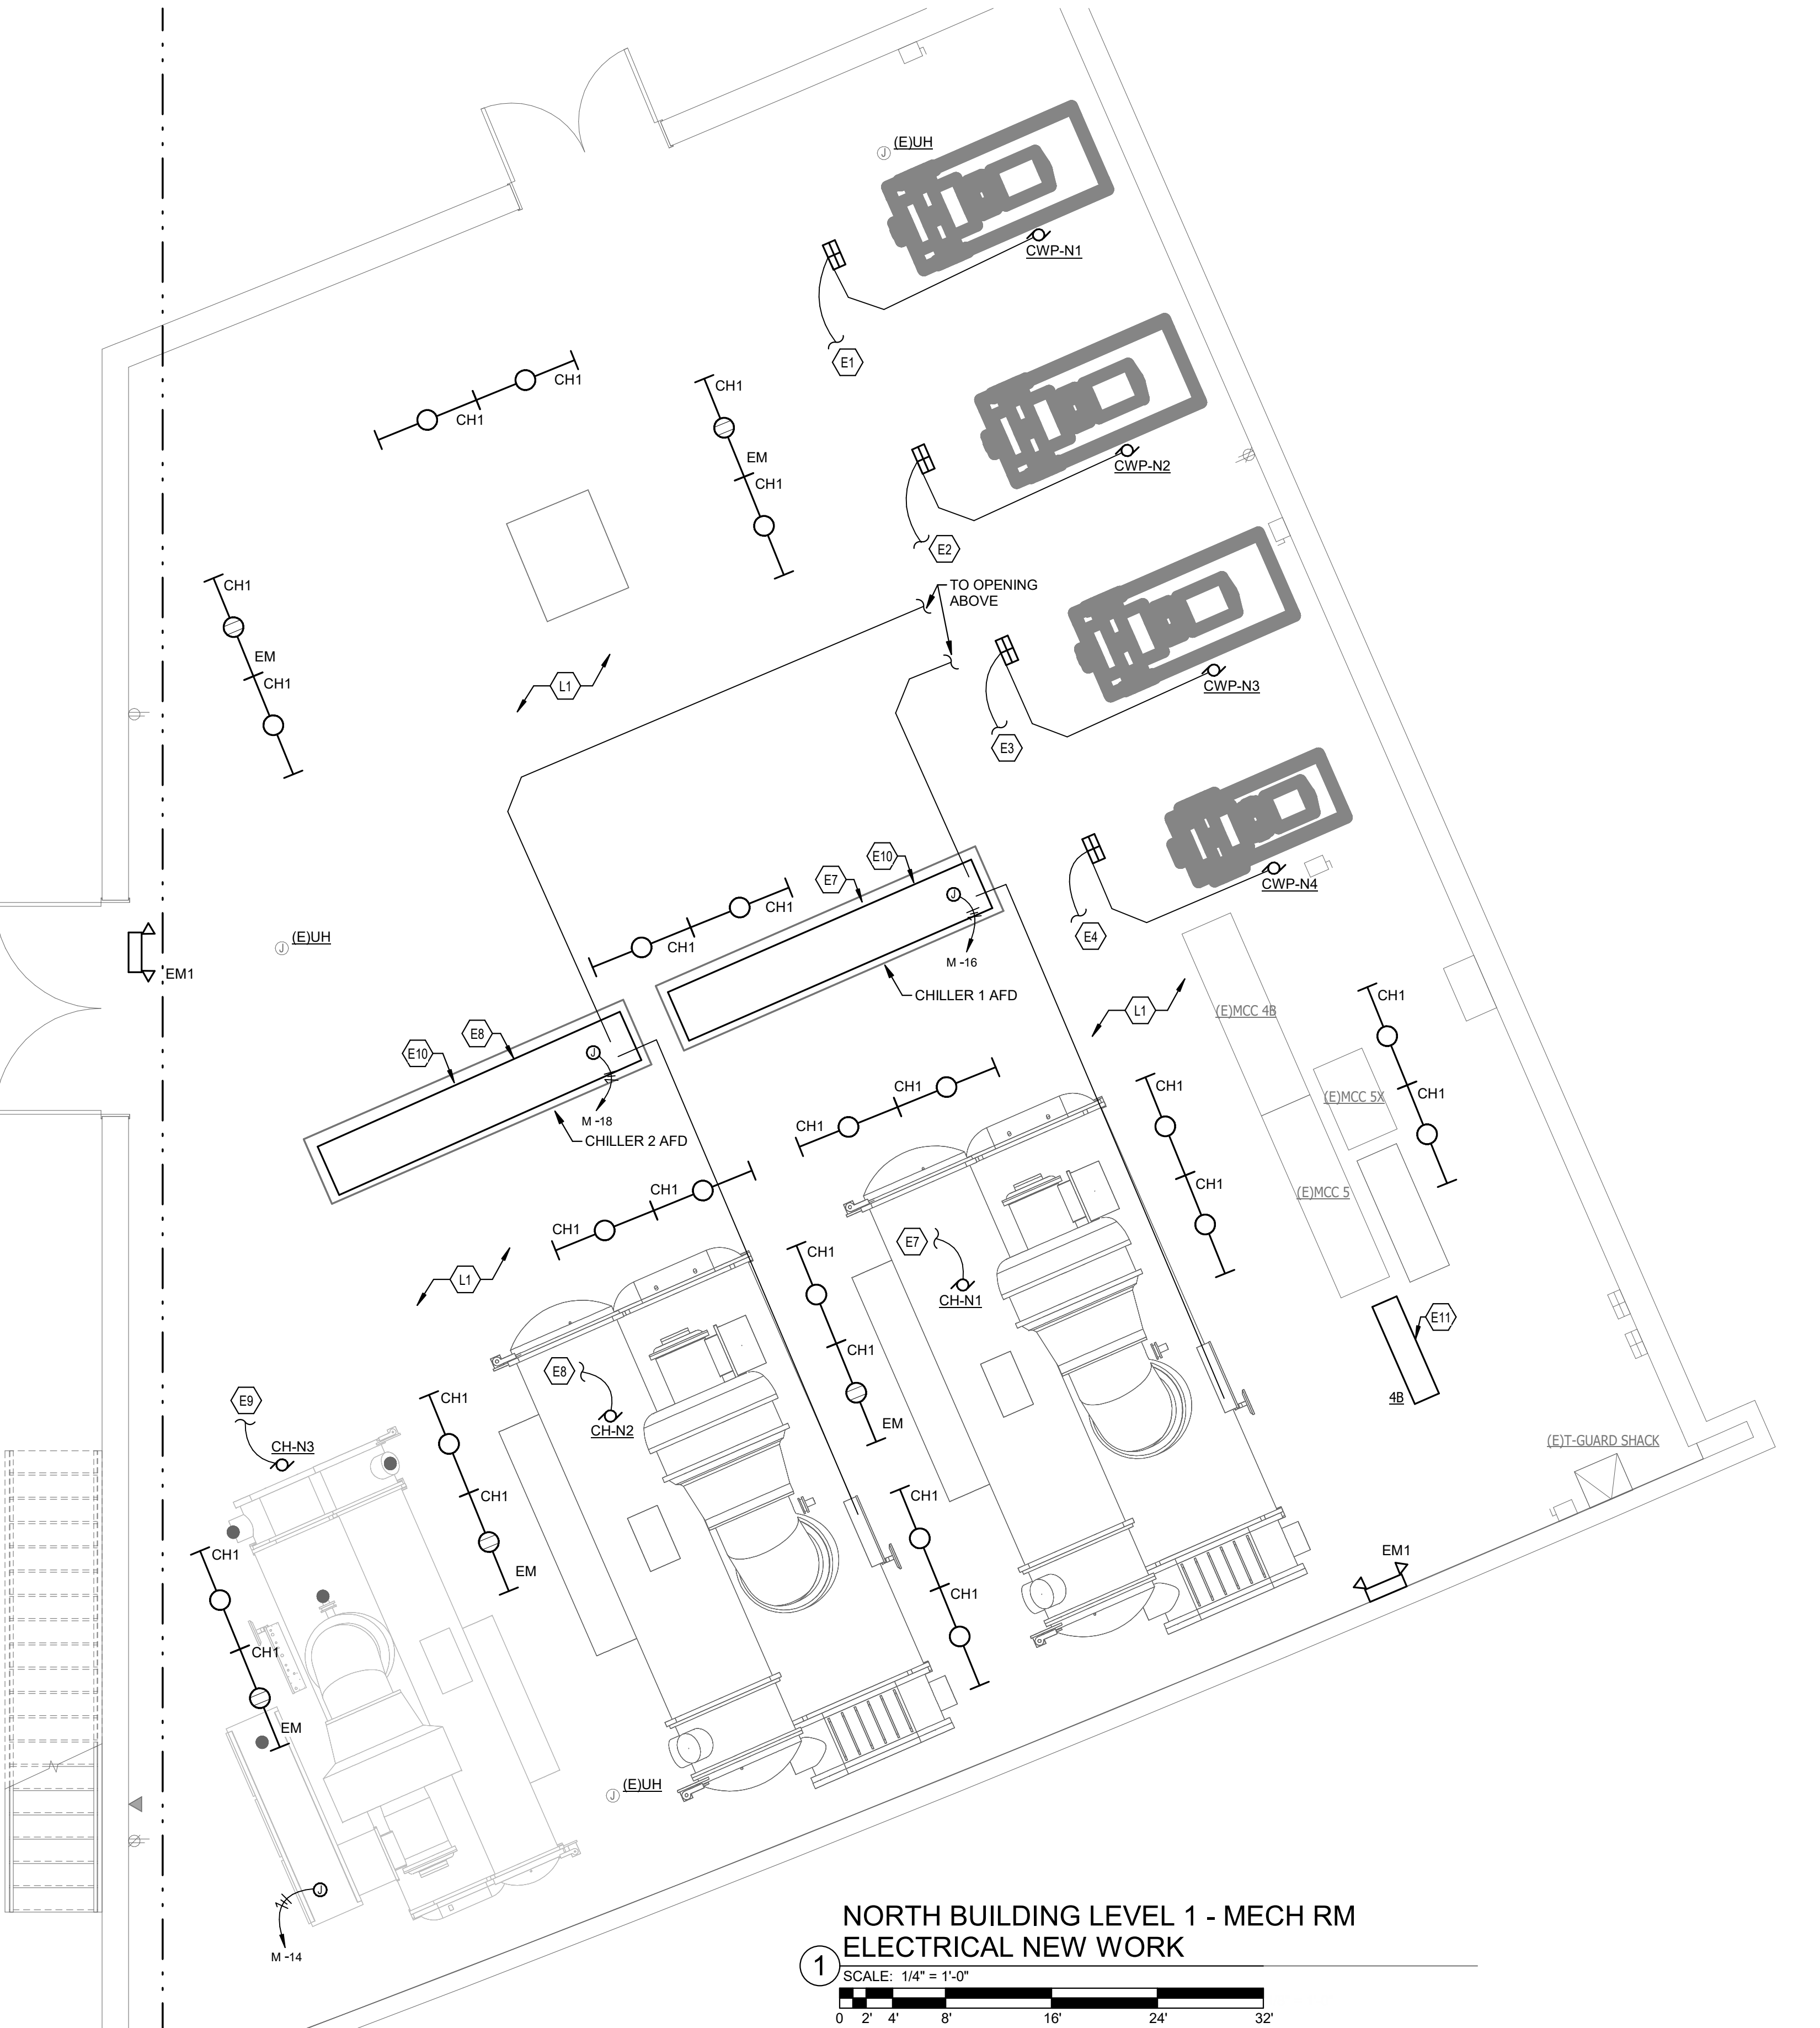 (E)UH
CWP-N1
E1
CH1
CH1
CH1
EM
CH1
CWP-N2
E2
TO OPENING
ABOVE
CH1
EM
CH1
L1
CWP-N3
E3
E10
E7
CWP-N4
E4
CH1
CH1
M -16
CHILLER 1 AFD
(E)UH
EM1
L1
(E)MCC 4B
CH1
E8
E10
M -18
CHILLER 2 AFD
CH1
CH1
CH1
CH1
(E)MCC 5X
CH1
(E)MCC 5
CH1
CH1
L1
E7
CH-N1
CH1
CH1
EM
E11
4B
E8
CH-N2
E9
CH-N3
CH1
CH1
EM
(E)T-GUARD SHACK
CH1
CH1
EM1
CH1
CH1
EM
(E)UH
M -14
NORTH BUILDING LEVEL 1 - MECH RM
ELECTRICAL NEW WORK
1
SCALE: 1/4" = 1'-0"
0 2' 4' 8' 16' 24' 32'
J
J
J
J
J
J